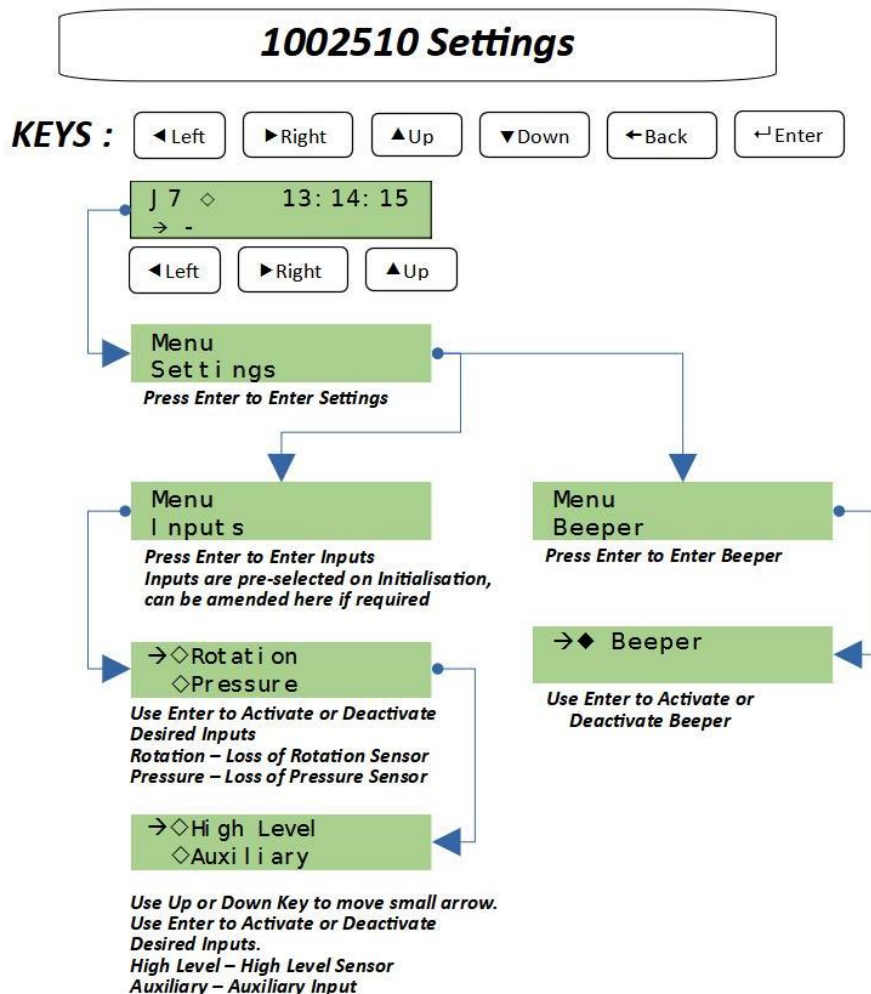 1002510 Settings
KEYS : ◄Left ►Right ▲Up ▼Down ←Back ↵Enter
J7 ◇ 13:14:15
→ -
◄Left ►Right ▲Up
Menu
Settings
Press Enter to Enter Settings
Menu
Inputs
Press Enter to Enter Inputs
Inputs are pre-selected on Initialisation,
can be amended here if required
Menu
Beeper
Press Enter to Enter Beeper
→◇Rotation
◇Pressure
Use Enter to Activate or Deactivate
Desired Inputs
Rotation – Loss of Rotation Sensor
Pressure – Loss of Pressure Sensor
→◆ Beeper
Use Enter to Activate or
Deactivate Beeper
→◇High Level
◇Auxiliary
Use Up or Down Key to move small arrow.
Use Enter to Activate or Deactivate
Desired Inputs.
High Level – High Level Sensor
Auxiliary – Auxiliary Input